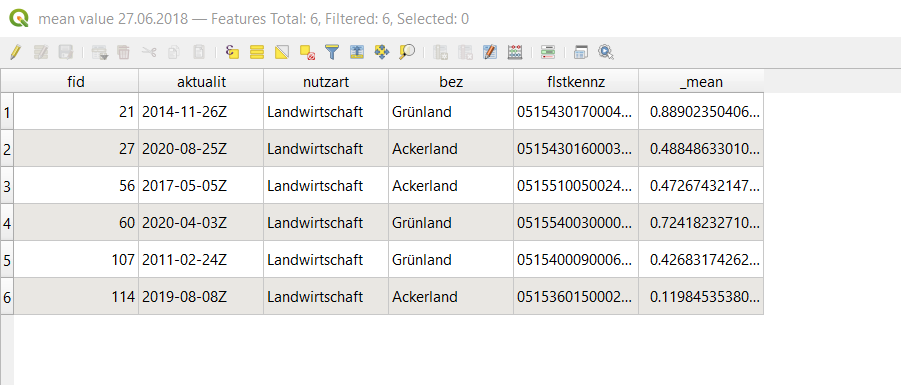 mean value 27.06.2018 — Features Total: 6, Filtered: 6, Selected: 0
fid aktualit nutzart bez flstkennz _mean
1 21 2014-11-26Z Landwirtschaft Grünland 0515430170004... 0.88902350406...
2 27 2020-08-25Z Landwirtschaft Ackerland 0515430160003... 0.48848633010...
3 56 2017-05-05Z Landwirtschaft Ackerland 0515510050024... 0.47267432147...
4 60 2020-04-03Z Landwirtschaft Grünland 0515540030000... 0.72418232710...
5 107 2011-02-24Z Landwirtschaft Grünland 0515400090006... 0.42683174262...
6 114 2019-08-08Z Landwirtschaft Ackerland 0515360150002... 0.11984535380...